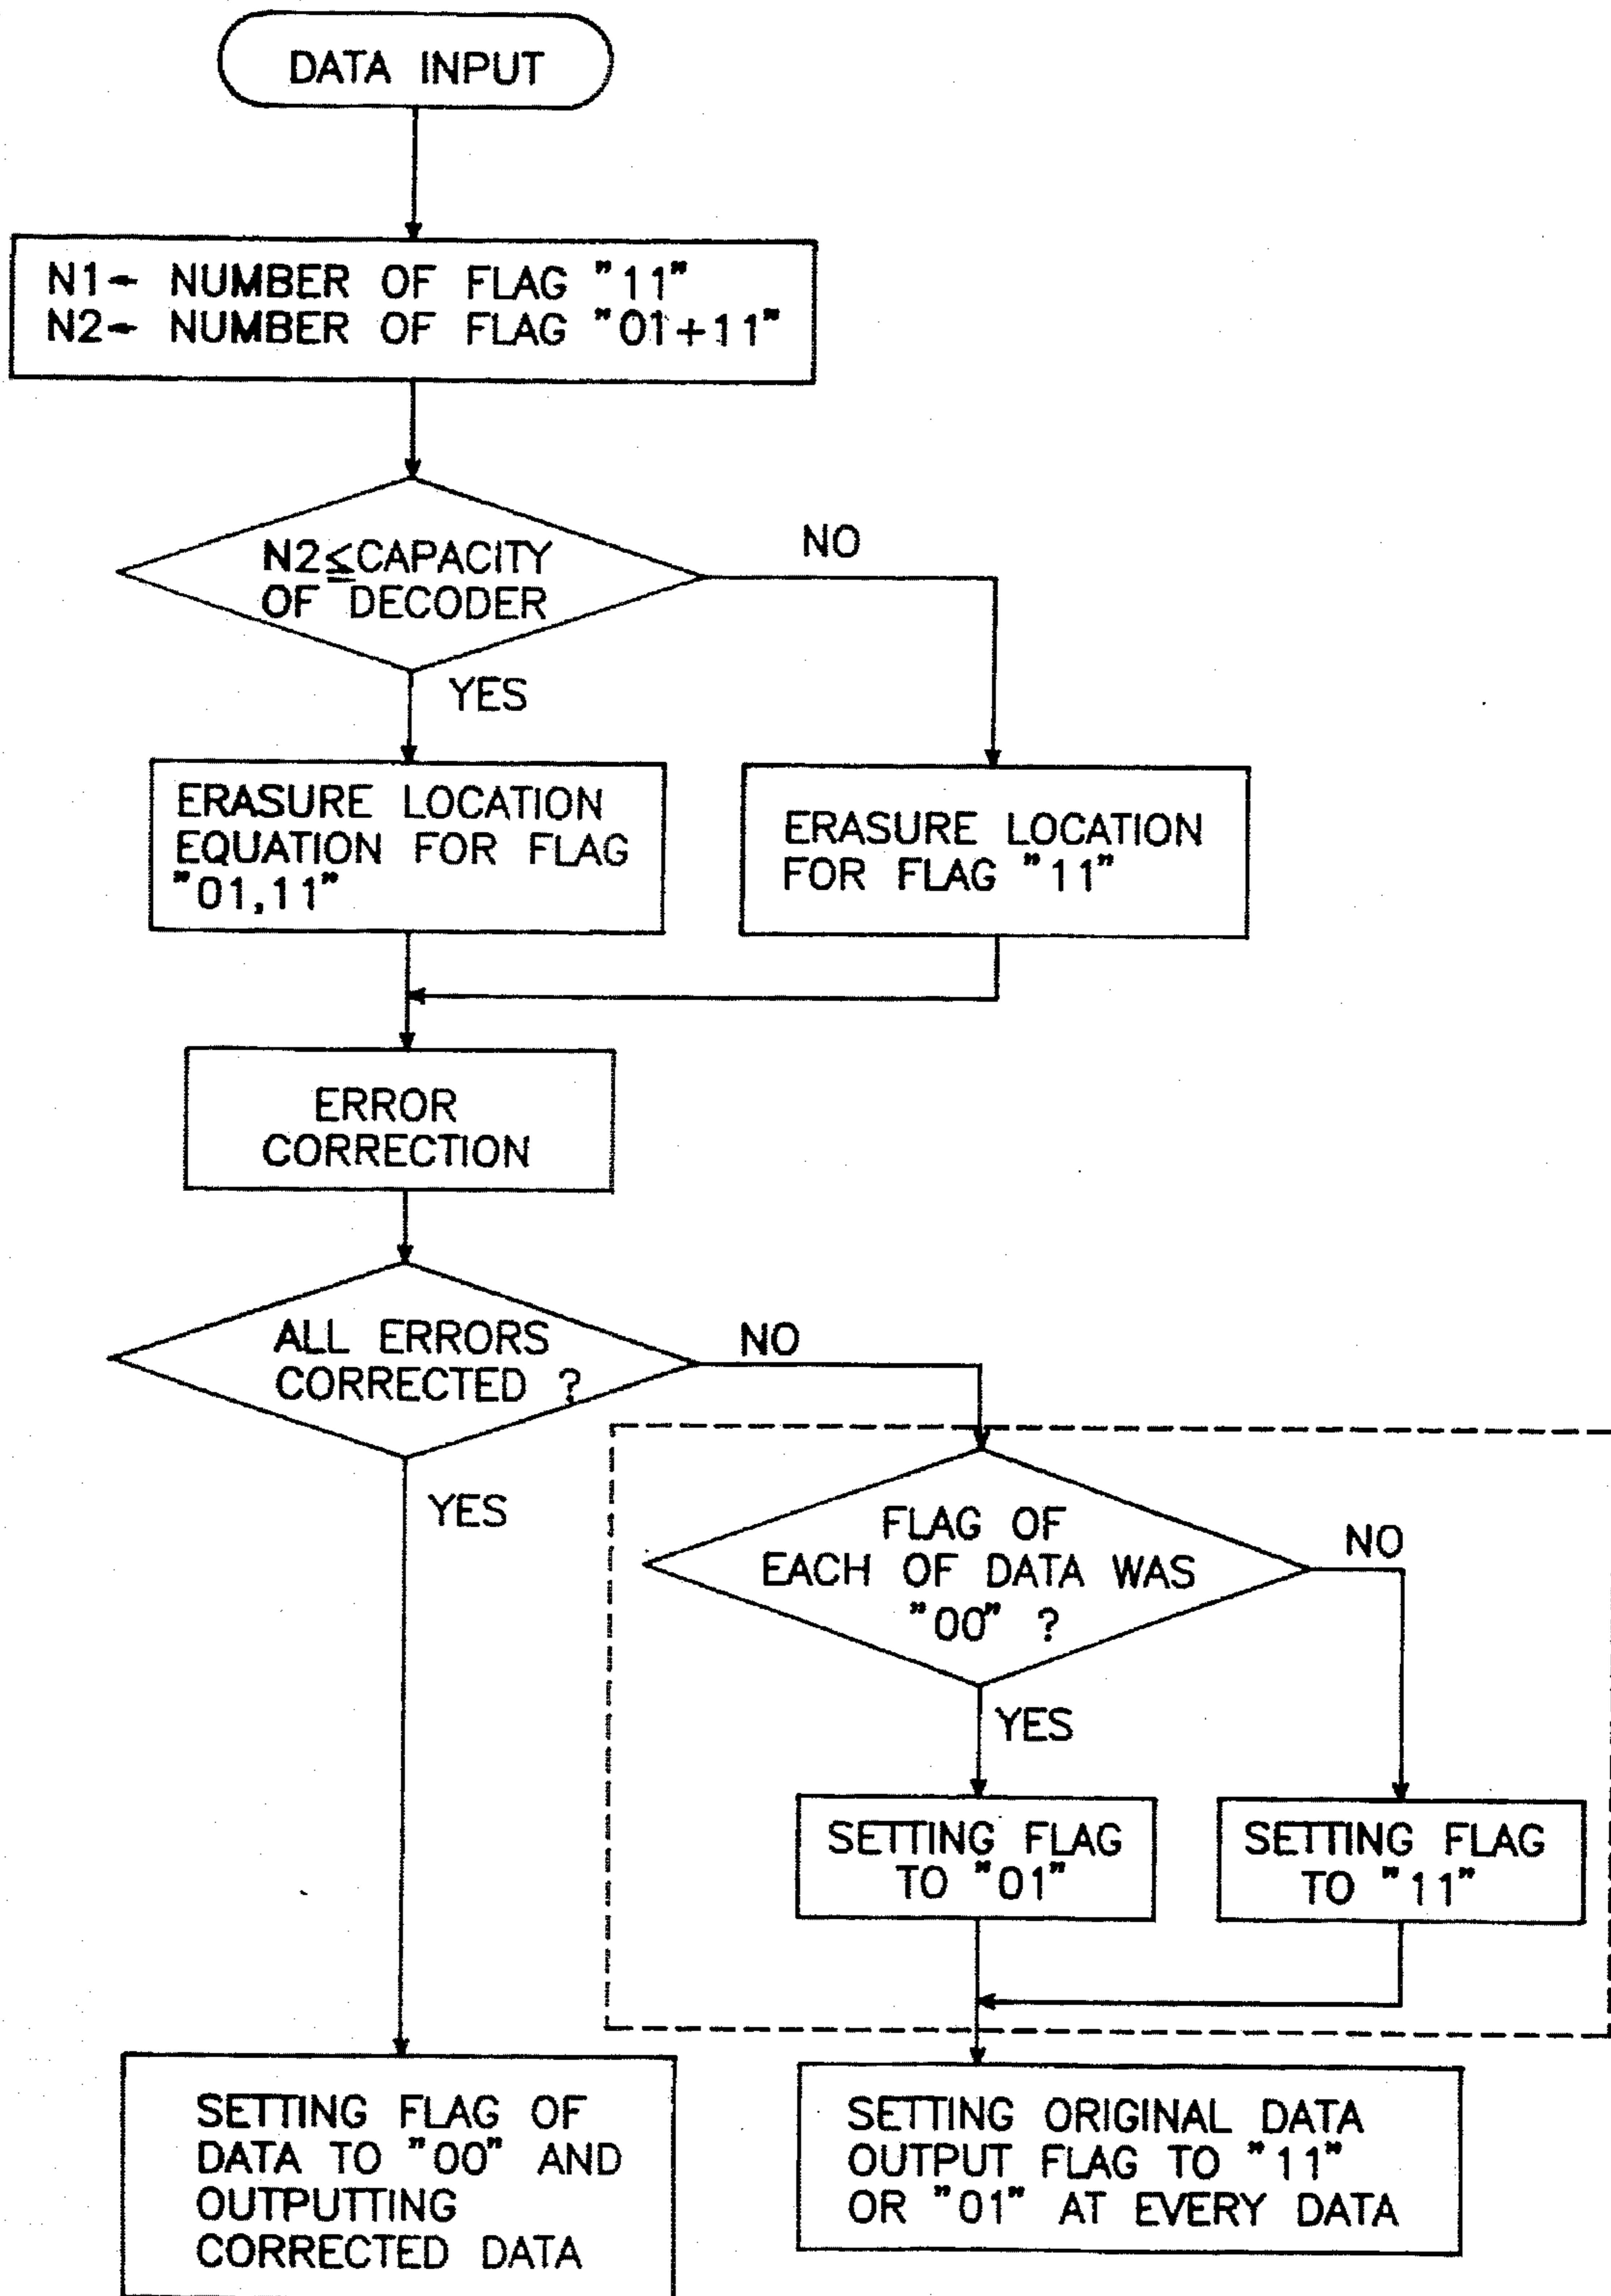 DATA INPUT
N1← NUMBER OF FLAG "11"
N2← NUMBER OF FLAG "01+11"
N2≤CAPACITY
OF DECODER
NO
YES
ERASURE LOCATION
EQUATION FOR FLAG
"01,11"
ERASURE LOCATION
FOR FLAG "11"
ERROR
CORRECTION
ALL ERRORS
CORRECTED ?
NO
YES
FLAG OF
EACH OF DATA WAS
"00" ?
NO
YES
SETTING FLAG
TO "01"
SETTING FLAG
TO "11"
SETTING FLAG OF
DATA TO "00" AND
OUTPUTTING
CORRECTED DATA
SETTING ORIGINAL DATA
OUTPUT FLAG TO "11"
OR "01" AT EVERY DATA